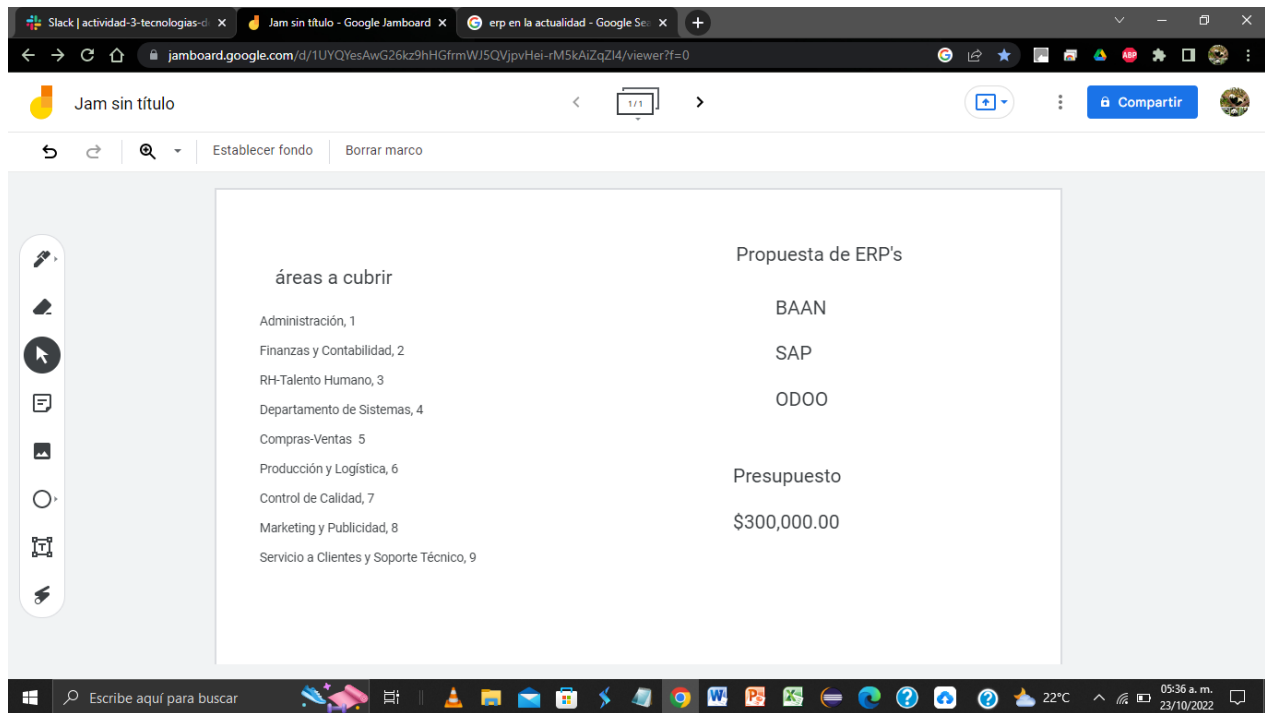 Slack | actividad-3-tecnologias-d
Jam sin título - Google Jamboard
erp en la actualidad - Google Sea
jamboard.google.com/d/1UYQYesAwG26kz9hHGfrmWJ5QVjpvHei-rM5kAiZqZI4/viewer?f=0
ABP
Jam sin título
1/1
Compartir
Establecer fondo
Borrar marco
áreas a cubrir
Administración, 1
Finanzas y Contabilidad, 2
RH-Talento Humano, 3
Departamento de Sistemas, 4
Compras-Ventas 5
Producción y Logística, 6
Control de Calidad, 7
Marketing y Publicidad, 8
Servicio a Clientes y Soporte Técnico, 9
Propuesta de ERP's
BAAN
SAP
ODOO
Presupuesto
$300,000.00
Escribe aquí para buscar
22°C
05:36 a. m.
23/10/2022